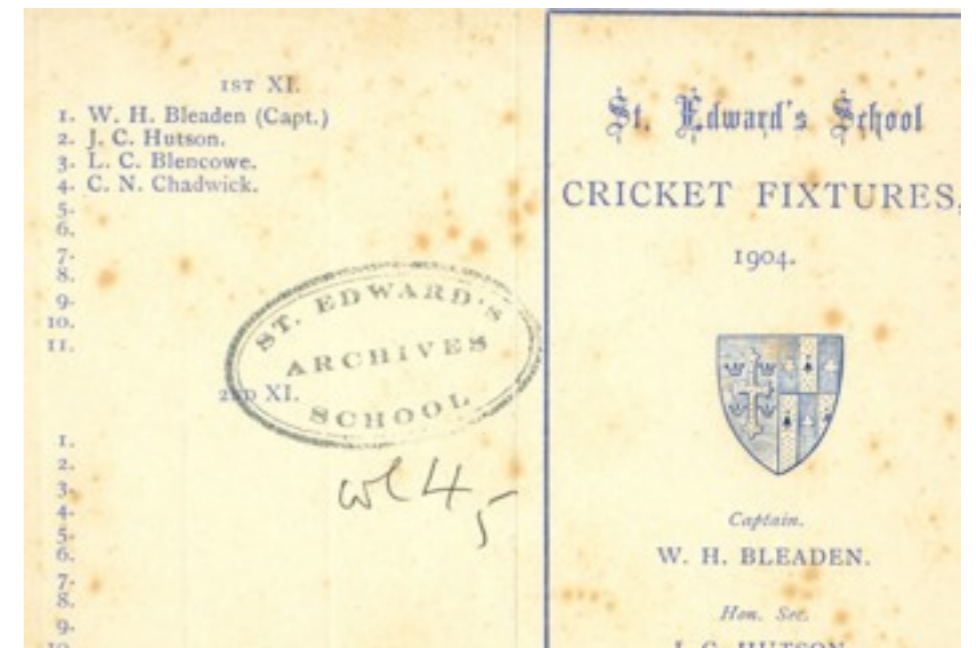 1ST XI.
1. W. H. Bleaden (Capt.)
2. J. C. Hutson.
3. L. C. Blencowe.
4. C. N. Chadwick.
5.
6.
7.
8.
9.
10.
11.
ST. EDWARD'S
ARCHIVES
SCHOOL
2ND XI.
1.
2.
3.
4.
5.
6.
7.
8.
9.
10
St. Edward's School
CRICKET FIXTURES,
1904.
Captain.
W. H. BLEADEN.
Hon. Sec.
J. C. HUTSON